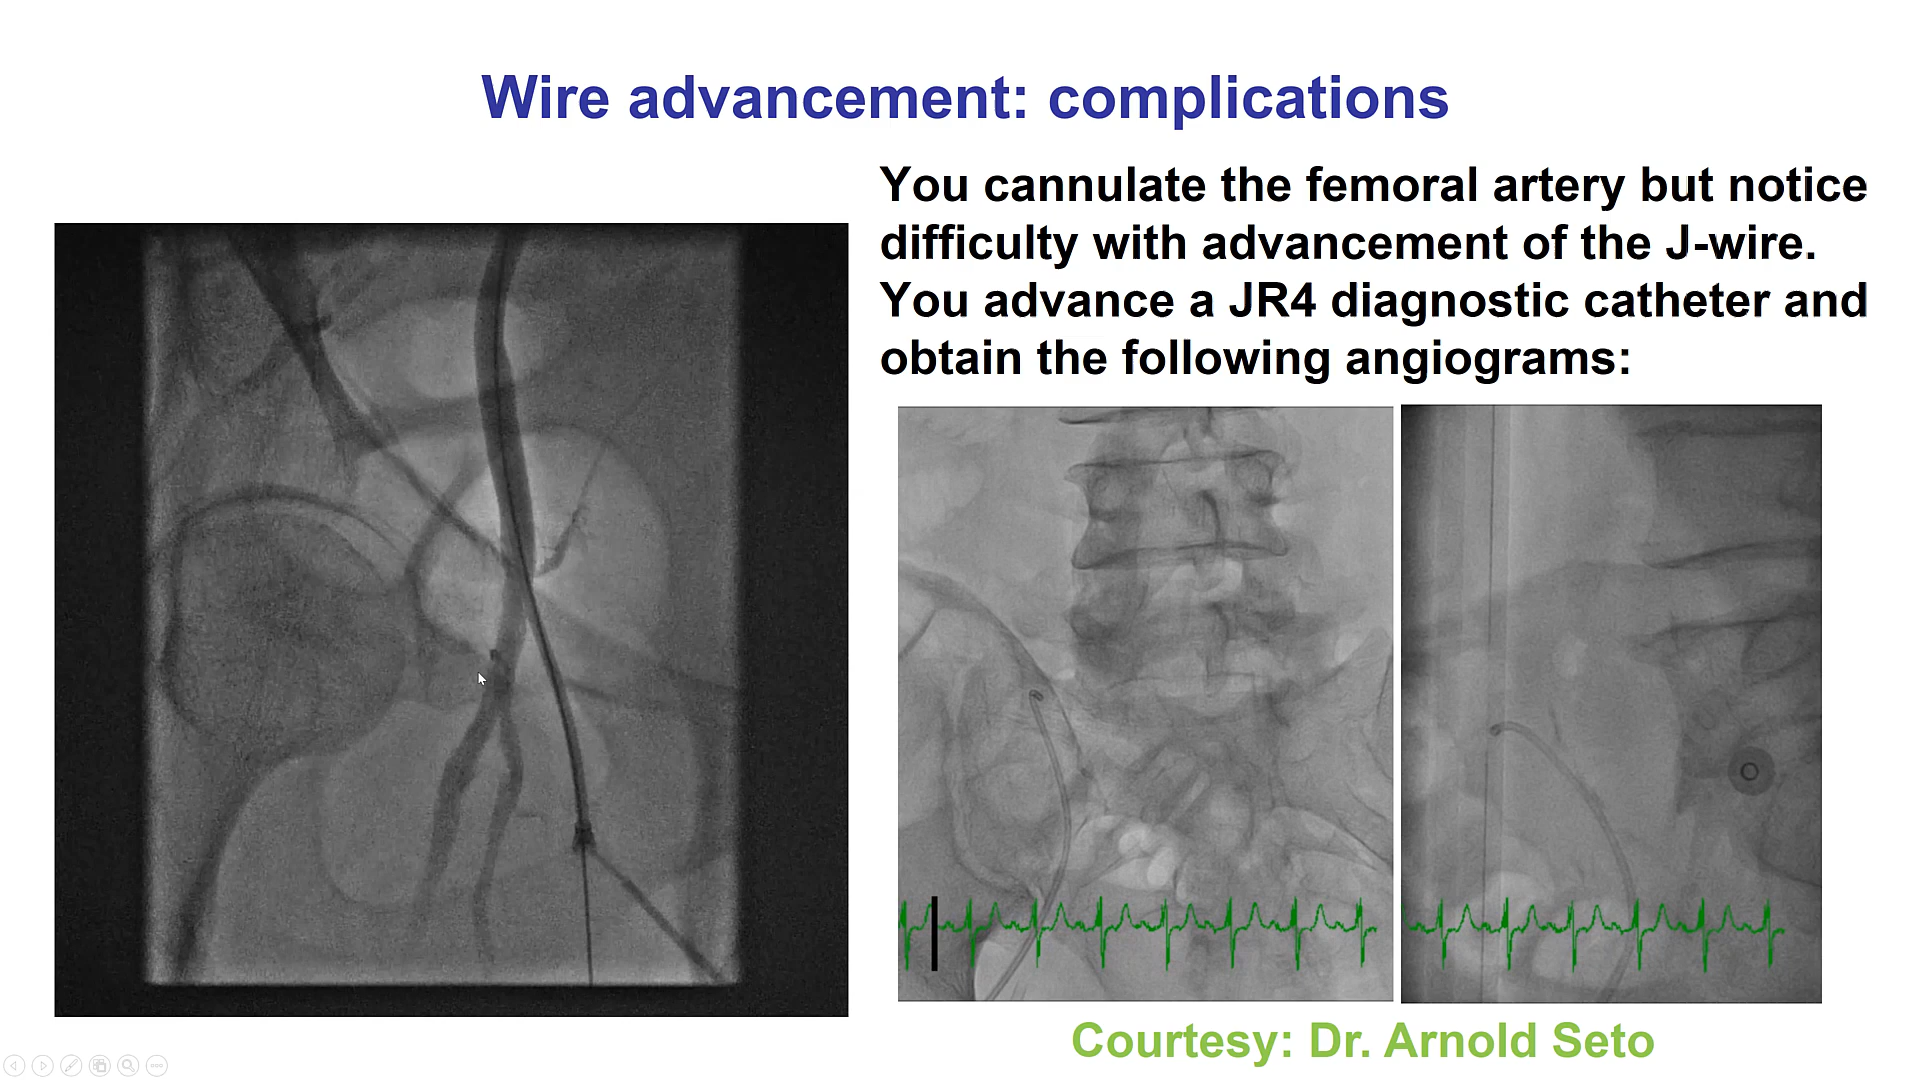 Wire advancement: complications
You cannulate the femoral artery but notice
difficulty with advancement of the J-wire.
You advance a JR4 diagnostic catheter and
obtain the following angiograms:
Courtesy: Dr. Arnold Seto